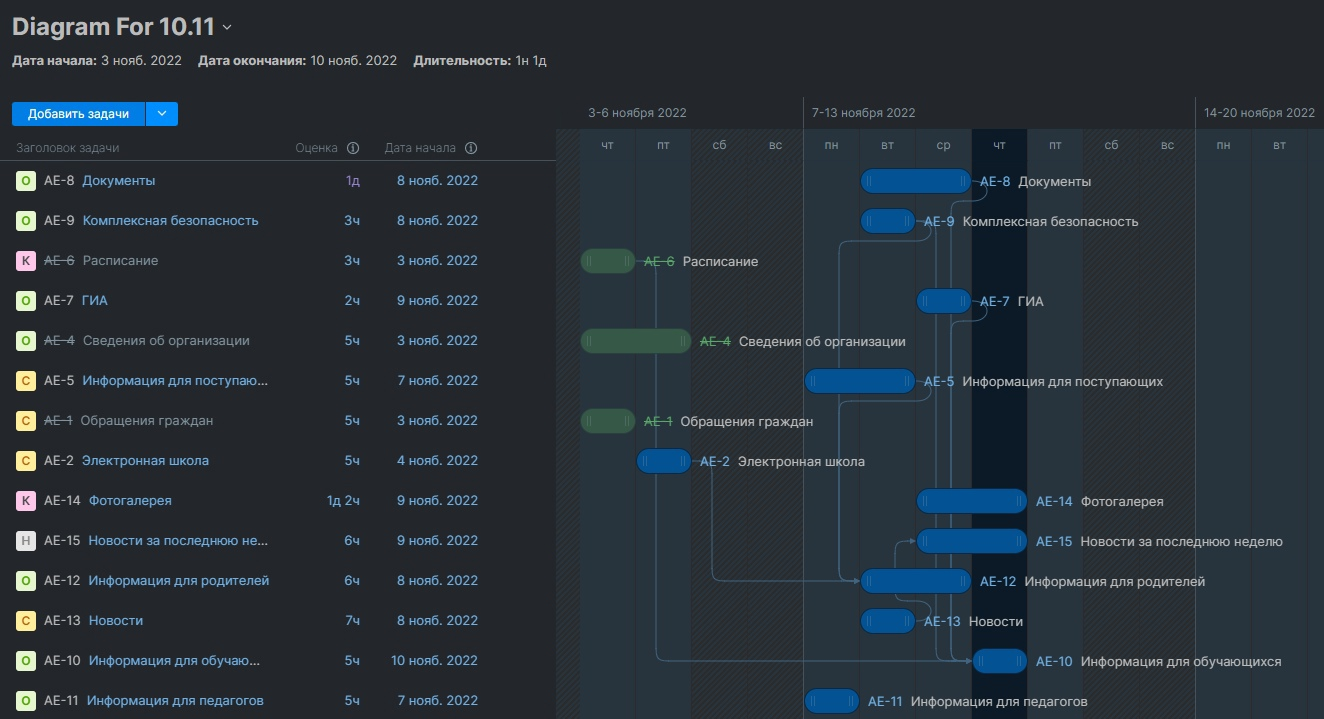 Diagram For 10.11
Дата начала: 3 нояб. 2022 Дата окончания: 10 нояб. 2022 Длительность: 1н 1д
Добавить задачи
3-6 ноября 2022 7-13 ноября 2022 14-20 ноября 2022
Заголовок задачи Оценка Дата начала
чт пт сб вс пн вт ср чт пт сб вс пн вт
О AE-8 Документы 1д 8 нояб. 2022 AE-8 Документы
О AE-9 Комплексная безопасность 3ч 8 нояб. 2022 AE-9 Комплексная безопасность
К AE-6 Расписание 3ч 3 нояб. 2022 AE-6 Расписание
О AE-7 ГИА 2ч 9 нояб. 2022 AE-7 ГИА
О AE-4 Сведения об организации 5ч 3 нояб. 2022 AE-4 Сведения об организации
С AE-5 Информация для поступаю... 5ч 7 нояб. 2022 AE-5 Информация для поступающих
С AE-1 Обращения граждан 5ч 3 нояб. 2022 AE-1 Обращения граждан
С AE-2 Электронная школа 5ч 4 нояб. 2022 AE-2 Электронная школа
К AE-14 Фотогалерея 1д 2ч 9 нояб. 2022 AE-14 Фотогалерея
Н AE-15 Новости за последнюю не... 6ч 9 нояб. 2022 AE-15 Новости за последнюю неделю
О AE-12 Информация для родителей 6ч 8 нояб. 2022 AE-12 Информация для родителей
С AE-13 Новости 7ч 8 нояб. 2022 AE-13 Новости
О AE-10 Информация для обучаю... 5ч 10 нояб. 2022 AE-10 Информация для обучающихся
О AE-11 Информация для педагогов 5ч 7 нояб. 2022 AE-11 Информация для педагогов